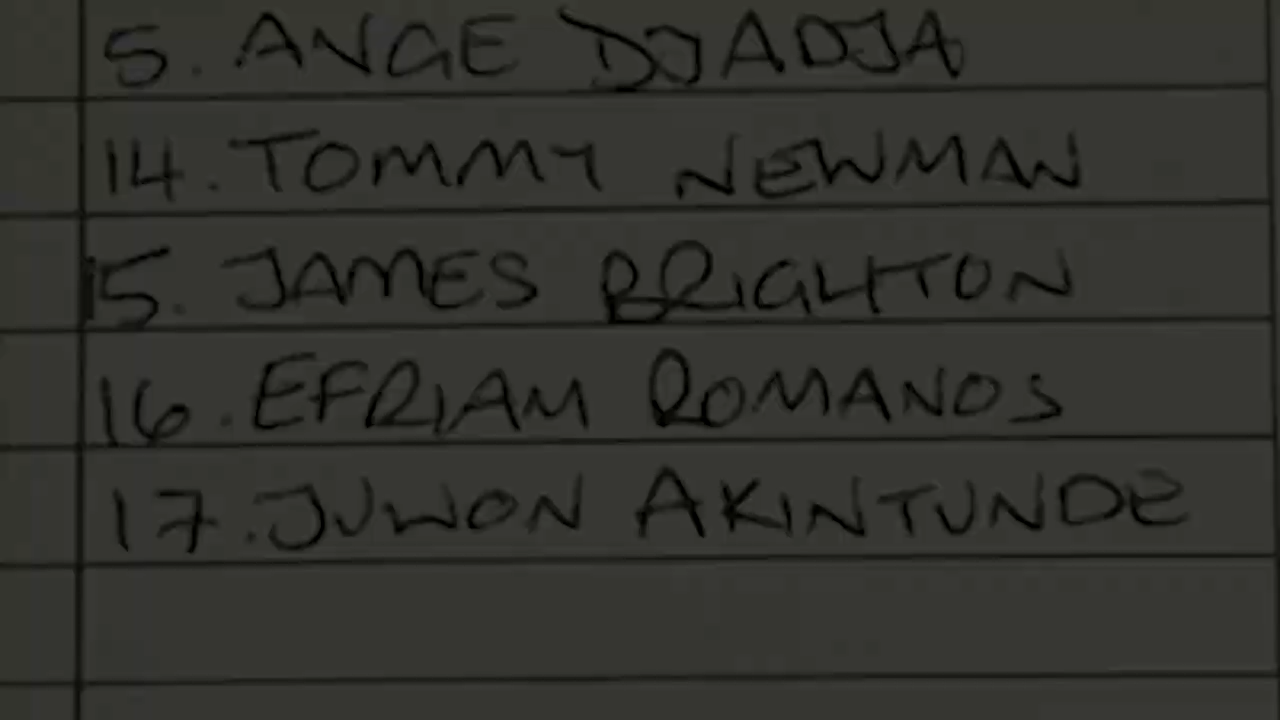 5. ANGE DJADJA
14. TOMMY NEWMAN
15. JAMES BRIGHTON
16. EFRIAM ROMANOS
17. JUWON AKINTUNDE